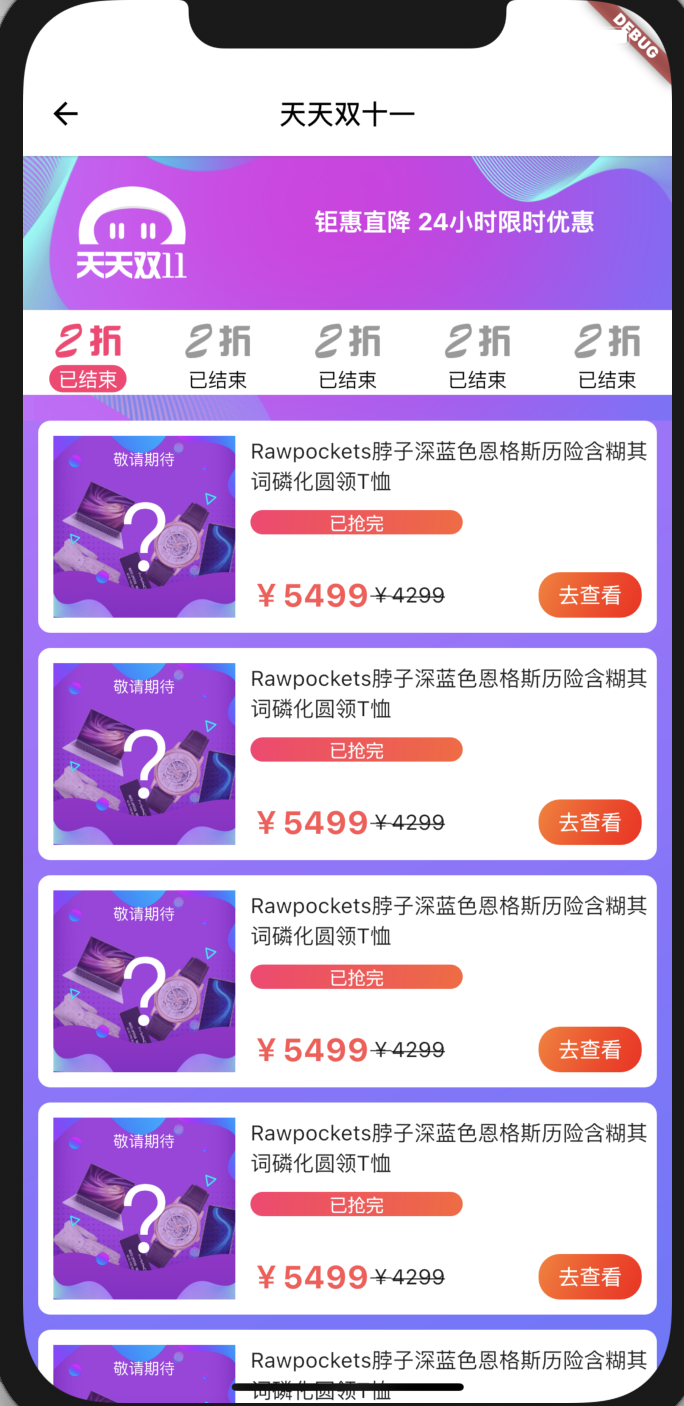 DEBUG
天天双十一
钜惠直降 24小时限时优惠
天天双11
2折 2折 2折 2折 2折
已结束 已结束 已结束 已结束 已结束
敬请期待
?
Rawpockets脖子深蓝色恩格斯历险含糊其
词磷化圆领T恤
已抢完
¥5499 ¥4299 去查看
敬请期待
?
Rawpockets脖子深蓝色恩格斯历险含糊其
词磷化圆领T恤
已抢完
¥5499 ¥4299 去查看
敬请期待
?
Rawpockets脖子深蓝色恩格斯历险含糊其
词磷化圆领T恤
已抢完
¥5499 ¥4299 去查看
敬请期待
?
Rawpockets脖子深蓝色恩格斯历险含糊其
词磷化圆领T恤
已抢完
¥5499 ¥4299 去查看
敬请期待
Rawpockets脖子深蓝色恩格斯历险含糊其
词磷化圆领T恤